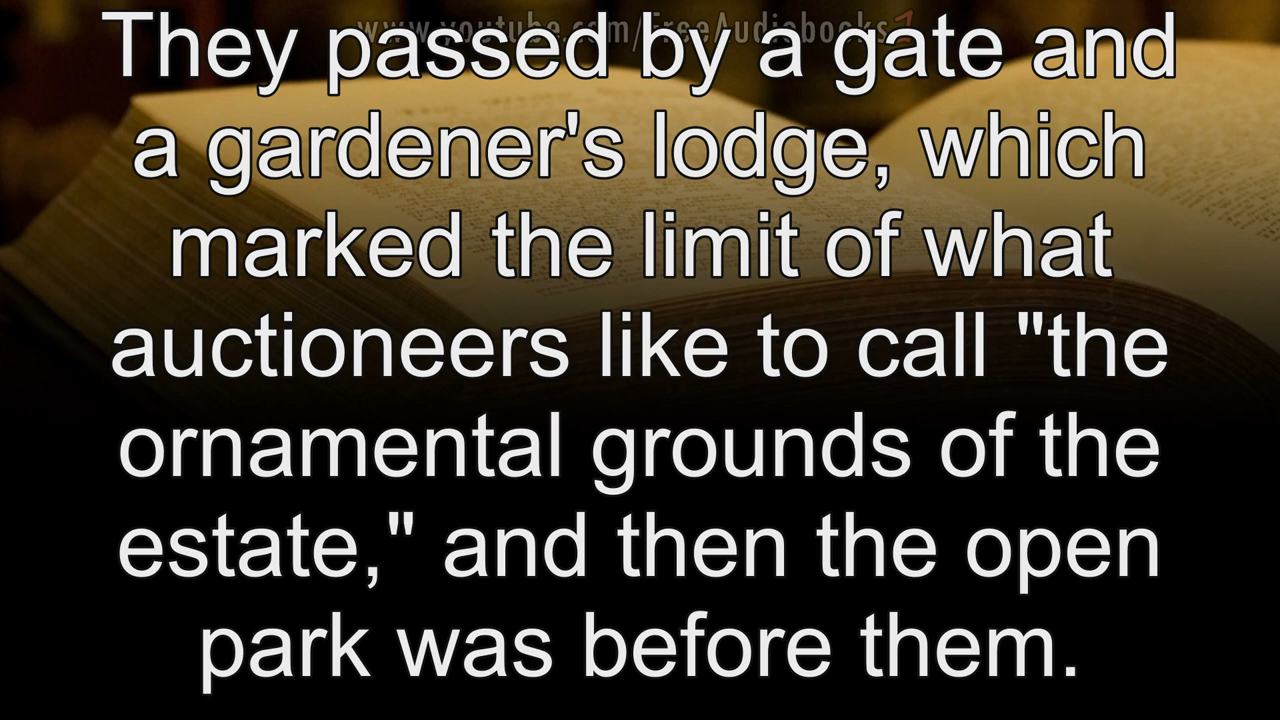 www.youtube.com/FreeAudiobooks1
They passed by a gate and
a gardener's lodge, which
marked the limit of what
auctioneers like to call "the
ornamental grounds of the
estate," and then the open
park was before them.